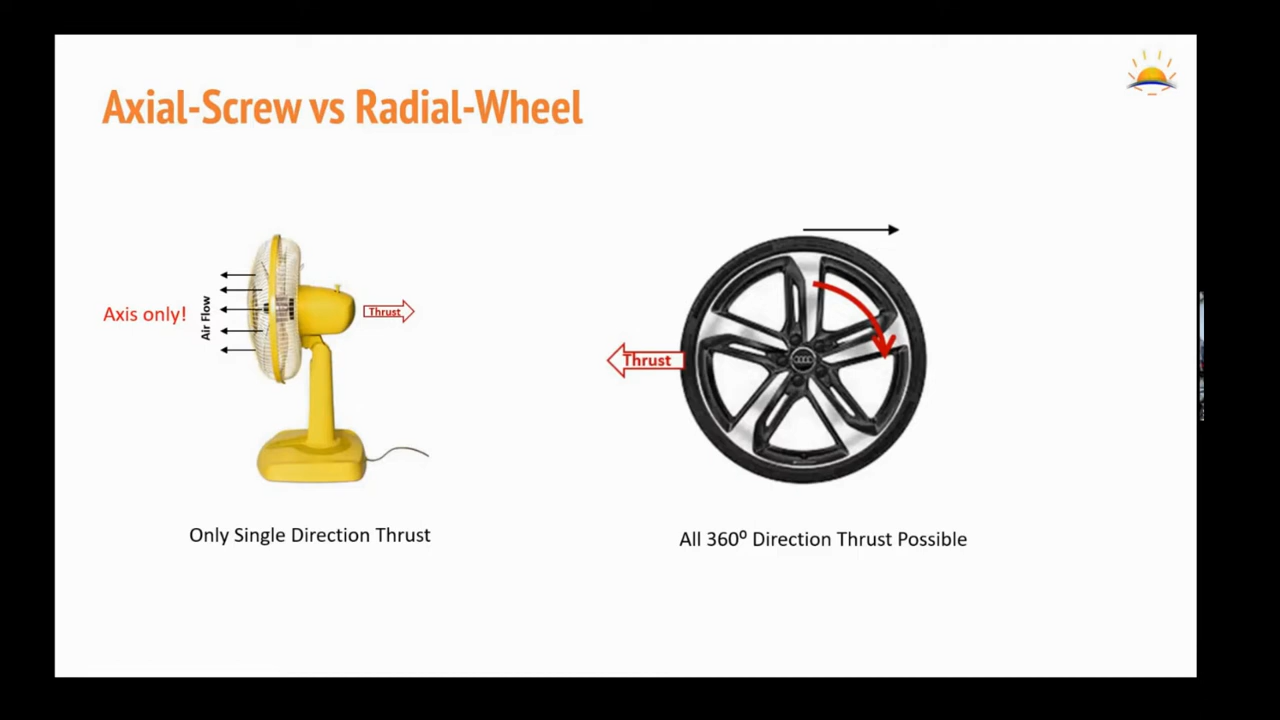 Axial-Screw vs Radial-Wheel
Axis only!
Air Flow
Thrust
Thrust
Only Single Direction Thrust
All 360⁰ Direction Thrust Possible